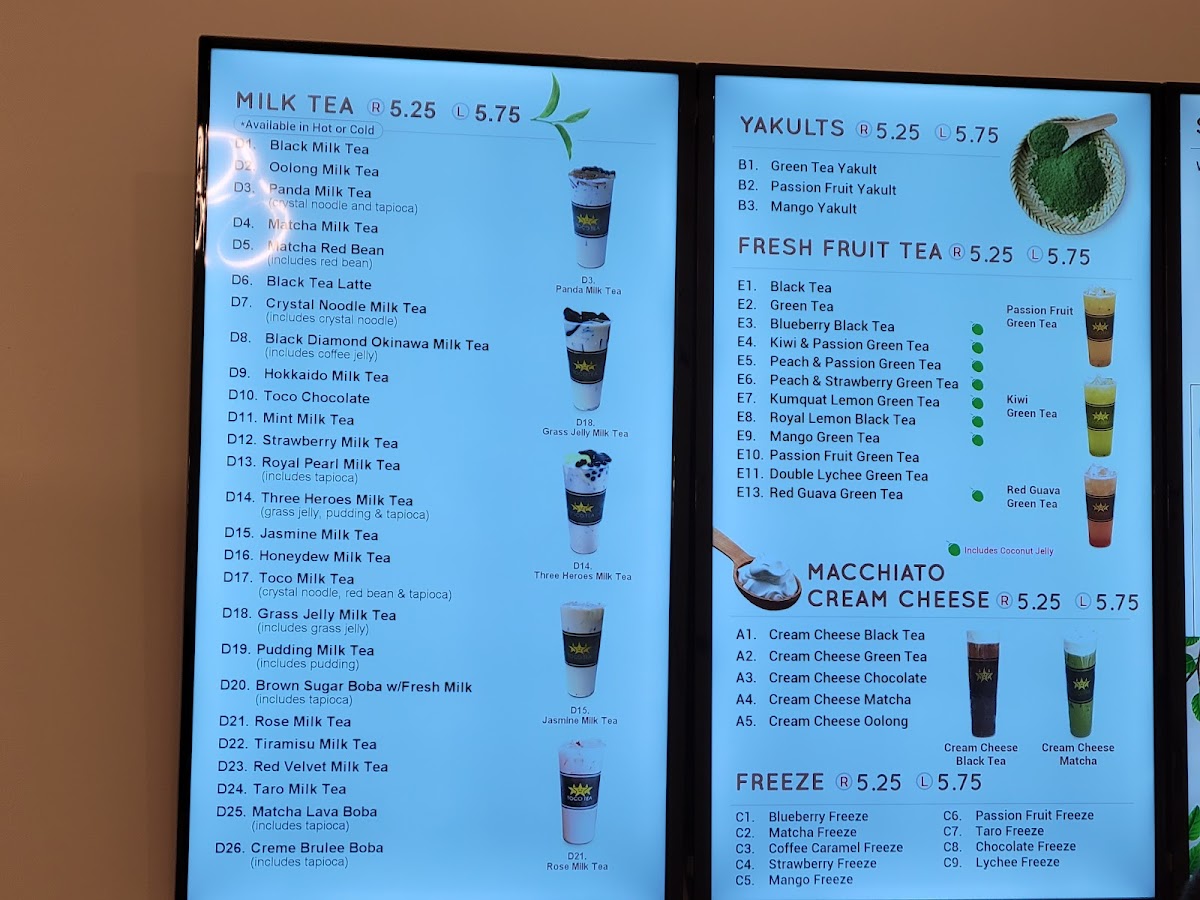 MILK TEA R 5.25 L 5.75
*Available in Hot or Cold
D1. Black Milk Tea
D2. Oolong Milk Tea
D3. Panda Milk Tea
(crystal noodle and tapioca)
D4. Matcha Milk Tea
D5. Matcha Red Bean
(includes red bean)
D6. Black Tea Latte
D7. Crystal Noodle Milk Tea
(includes crystal noodle)
D8. Black Diamond Okinawa Milk Tea
(includes coffee jelly)
D9. Hokkaido Milk Tea
D10. Toco Chocolate
D11. Mint Milk Tea
D12. Strawberry Milk Tea
D13. Royal Pearl Milk Tea
(includes tapioca)
D14. Three Heroes Milk Tea
(grass jelly, pudding & tapioca)
D15. Jasmine Milk Tea
D16. Honeydew Milk Tea
D17. Toco Milk Tea
(crystal noodle, red bean & tapioca)
D18. Grass Jelly Milk Tea
(includes grass jelly)
D19. Pudding Milk Tea
(includes pudding)
D20. Brown Sugar Boba w/Fresh Milk
(includes tapioca)
D21. Rose Milk Tea
D22. Tiramisu Milk Tea
D23. Red Velvet Milk Tea
D24. Taro Milk Tea
D25. Matcha Lava Boba
(includes tapioca)
D26. Creme Brulee Boba
(includes tapioca)
D3.
Panda Milk Tea
D18.
Grass Jelly Milk Tea
D14.
Three Heroes Milk Tea
D15.
Jasmine Milk Tea
TOCO TEA
D21.
Rose Milk Tea
YAKULTS R 5.25 L 5.75
B1. Green Tea Yakult
B2. Passion Fruit Yakult
B3. Mango Yakult
FRESH FRUIT TEA R 5.25 L 5.75
E1. Black Tea
E2. Green Tea
E3. Blueberry Black Tea
E4. Kiwi & Passion Green Tea
E5. Peach & Passion Green Tea
E6. Peach & Strawberry Green Tea
E7. Kumquat Lemon Green Tea
E8. Royal Lemon Black Tea
E9. Mango Green Tea
E10. Passion Fruit Green Tea
E11. Double Lychee Green Tea
E13. Red Guava Green Tea
Passion Fruit
Green Tea
Kiwi
Green Tea
Red Guava
Green Tea
Includes Coconut Jelly
MACCHIATO
CREAM CHEESE R 5.25 L 5.75
A1. Cream Cheese Black Tea
A2. Cream Cheese Green Tea
A3. Cream Cheese Chocolate
A4. Cream Cheese Matcha
A5. Cream Cheese Oolong
Cream Cheese
Black Tea
Cream Cheese
Matcha
FREEZE R 5.25 L 5.75
C1. Blueberry Freeze
C2. Matcha Freeze
C3. Coffee Caramel Freeze
C4. Strawberry Freeze
C5. Mango Freeze
C6. Passion Fruit Freeze
C7. Taro Freeze
C8. Chocolate Freeze
C9. Lychee Freeze